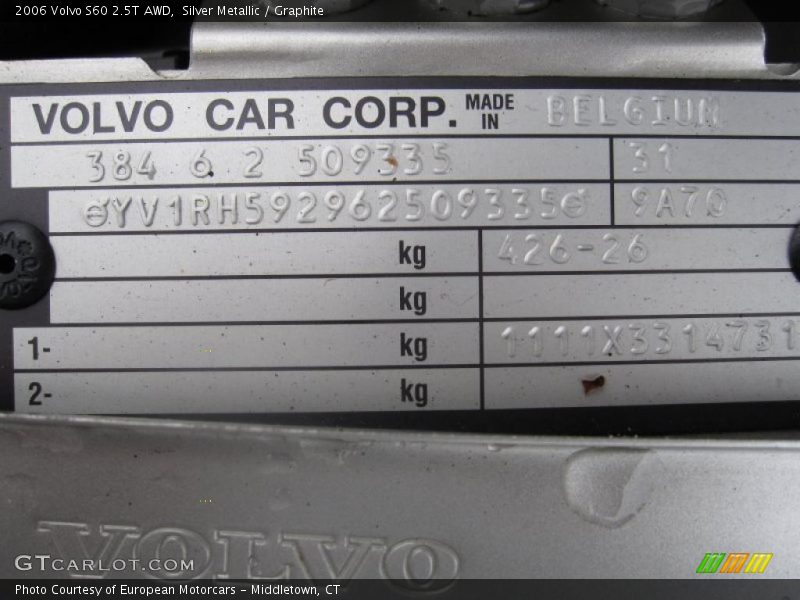 2006 Volvo S60 2.5T AWD, Silver Metallic / Graphite
VOLVO CAR CORP. MADE IN BELGIUM
384 6 2 509335 31
YV1RH592962509335 9A70
kg 426-26
kg
1- kg 1111X3314731
2- kg
VOLVO
GTCARLOT.COM
Photo Courtesy of European Motorcars - Middletown, CT